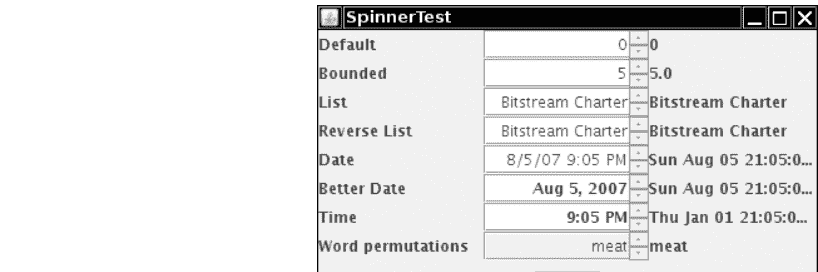 SpinnerTest
Default 0 0
Bounded 5 5.0
List Bitstream Charter Bitstream Charter
Reverse List Bitstream Charter Bitstream Charter
Date 8/5/07 9:05 PM Sun Aug 05 21:05:0...
Better Date Aug 5, 2007 Sun Aug 05 21:05:0...
Time 9:05 PM Thu Jan 01 21:05:0...
Word permutations meat meat